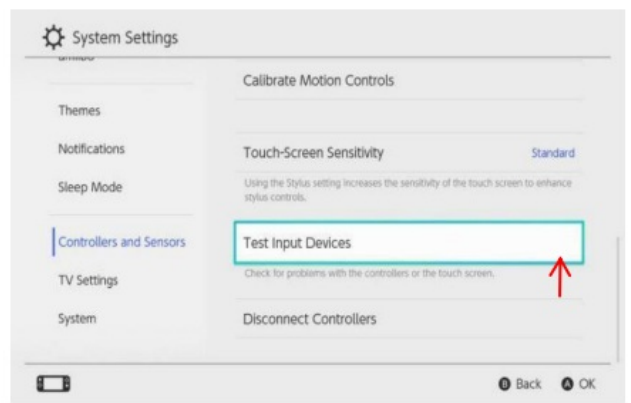 System Settings
amiibo
Themes
Notifications
Sleep Mode
Controllers and Sensors
TV Settings
System
Calibrate Motion Controls
Touch-Screen Sensitivity Standard
Using the Stylus setting increases the sensitivity of the touch screen to enhance
stylus controls.
Test Input Devices
Check for problems with the controllers or the touch screen.
Disconnect Controllers
B Back A OK